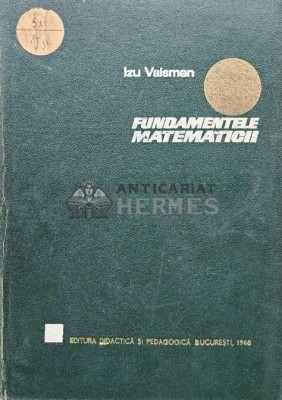 Izu Vaisman
FUNDAMENTELE
MATEMATICII
ANTICARIAT
HERMES
EDITURA DIDACTICĂ ȘI PEDAGOGICĂ BUCUREȘTI, 1968